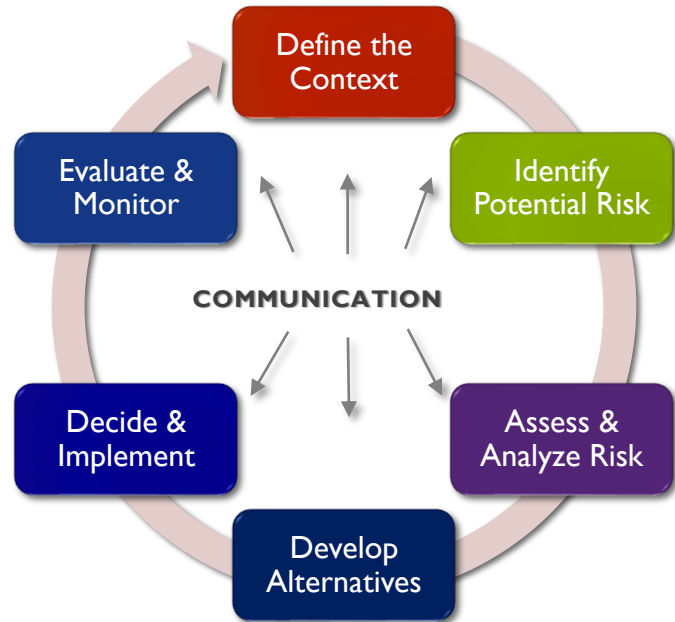 Define the
Context
Identify
Potential Risk
Assess &
Analyze Risk
Develop
Alternatives
Decide &
Implement
Evaluate &
Monitor
COMMUNICATION